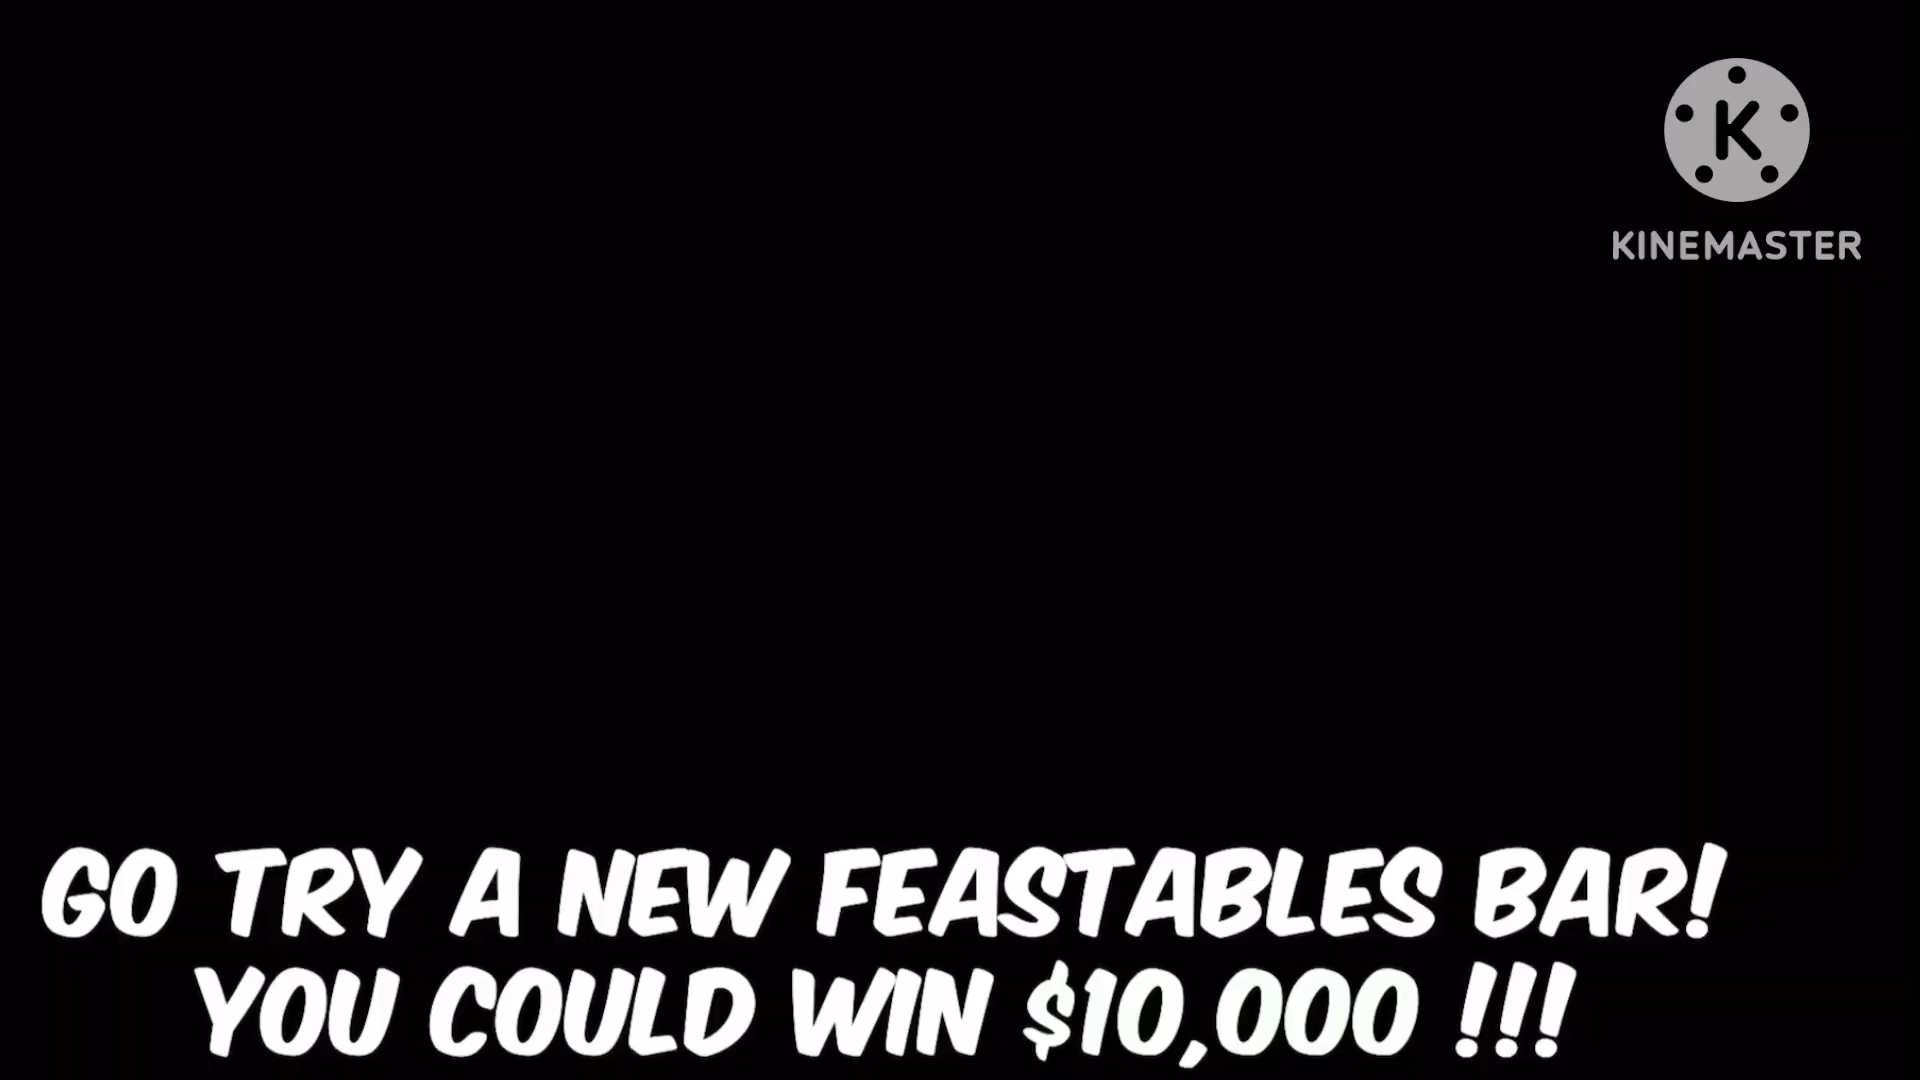 K
KINEMASTER
GO TRY A NEW FEASTABLES BAR!
YOU COULD WIN $10,000 !!!